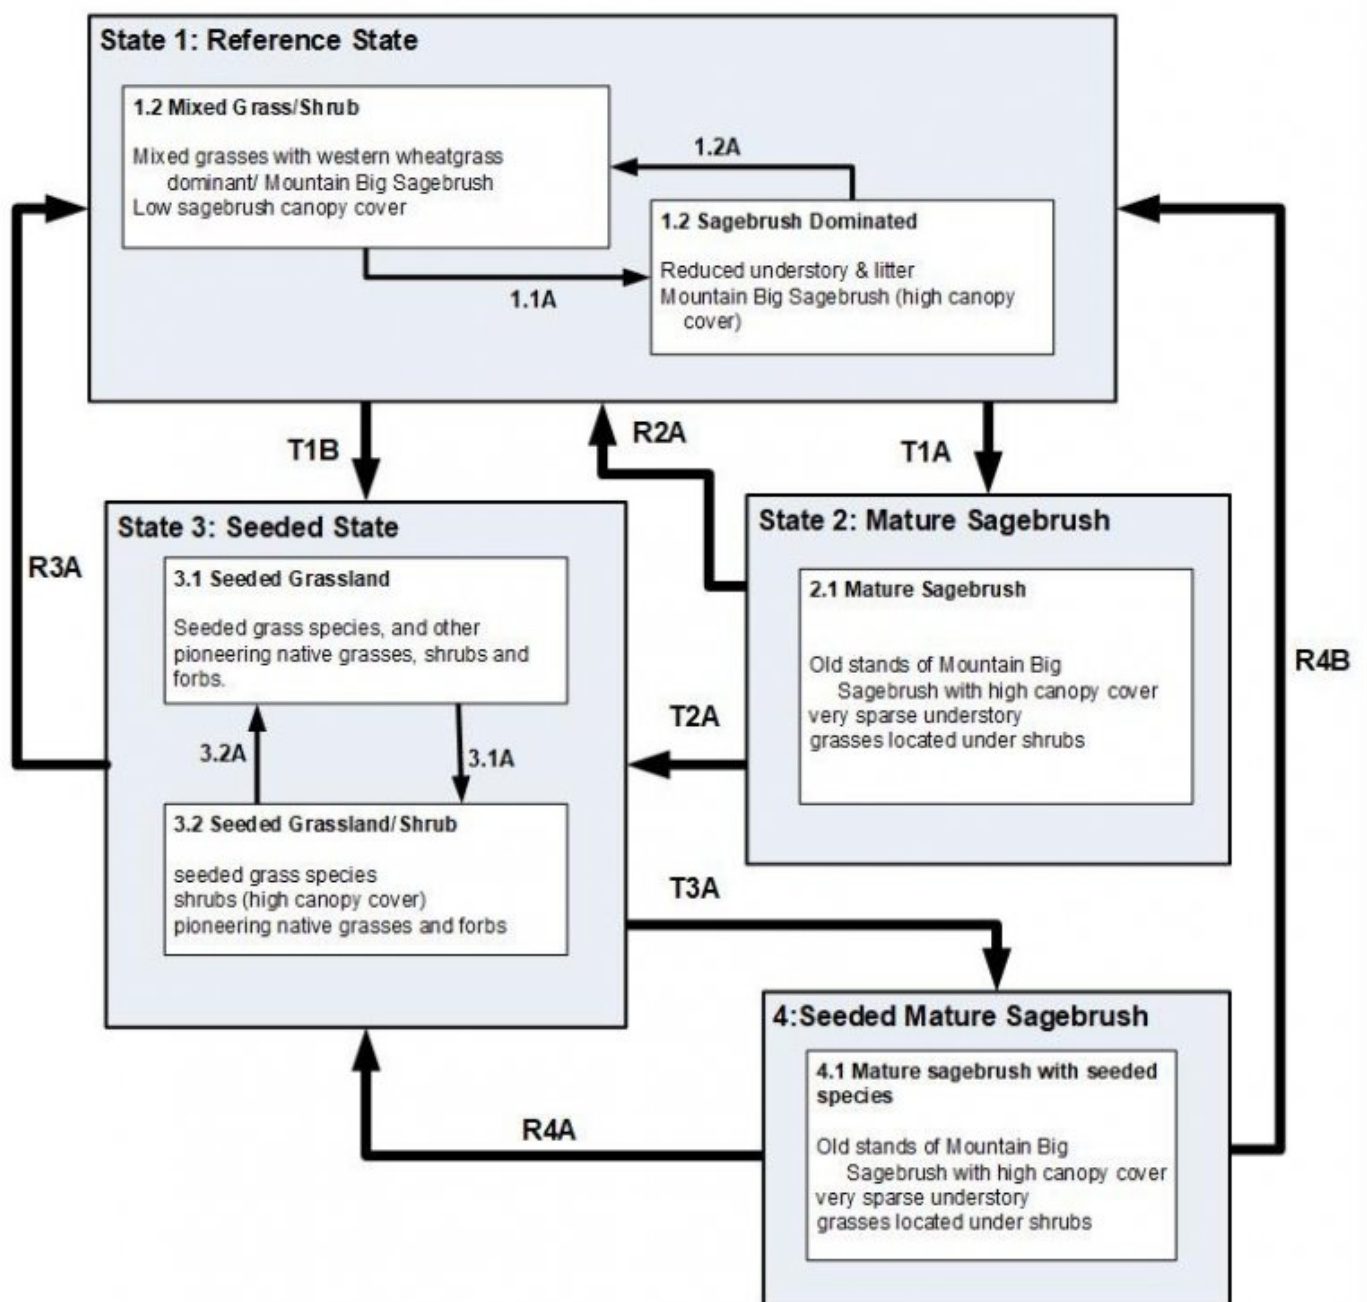 State 1: Reference State
1.2 Mixed Grass/Shrub
Mixed grasses with western wheatgrass
dominant/ Mountain Big Sagebrush
Low sagebrush canopy cover
1.2A
1.2 Sagebrush Dominated
Reduced understory & litter
Mountain Big Sagebrush (high canopy
cover)
1.1A
T1B
R2A
T1A
State 3: Seeded State
3.1 Seeded Grassland
Seeded grass species, and other
pioneering native grasses, shrubs and
forbs.
3.2A
3.1A
3.2 Seeded Grassland/Shrub
seeded grass species
shrubs (high canopy cover)
pioneering native grasses and forbs
R3A
State 2: Mature Sagebrush
2.1 Mature Sagebrush
Old stands of Mountain Big
Sagebrush with high canopy cover
very sparse understory
grasses located under shrubs
R4B
T2A
T3A
4:Seeded Mature Sagebrush
4.1 Mature sagebrush with seeded
species
Old stands of Mountain Big
Sagebrush with high canopy cover
very sparse understory
grasses located under shrubs
R4A